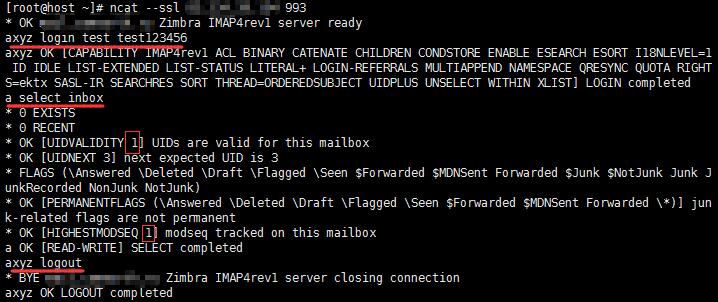 [root@host ~]# ncat --ssl 993
* OK Zimbra IMAP4rev1 server ready
axyz login test test123456
axyz OK [CAPABILITY IMAP4rev1 ACL BINARY CATENATE CHILDREN CONDSTORE ENABLE ESEARCH ESORT I18NLEVEL=1
ID IDLE LIST-EXTENDED LIST-STATUS LITERAL+ LOGIN-REFERRALS MULTIAPPEND NAMESPACE QRESYNC QUOTA RIGHT
S=ektx SASL-IR SEARCHRES SORT THREAD=ORDEREDSUBJECT UIDPLUS UNSELECT WITHIN XLIST] LOGIN completed
a select inbox
* 0 EXISTS
* 0 RECENT
* OK [UIDVALIDITY 1] UIDs are valid for this mailbox
* OK [UIDNEXT 3] next expected UID is 3
* FLAGS (\Answered \Deleted \Draft \Flagged \Seen $Forwarded $MDNSent Forwarded $Junk $NotJunk Junk J
unkRecorded NonJunk NotJunk)
* OK [PERMANENTFLAGS (\Answered \Deleted \Draft \Flagged \Seen $Forwarded $MDNSent Forwarded \*)] jun
k-related flags are not permanent
* OK [HIGHESTMODSEQ 1] modseq tracked on this mailbox
a OK [READ-WRITE] SELECT completed
axyz logout
* BYE Zimbra IMAP4rev1 server closing connection
axyz OK LOGOUT completed